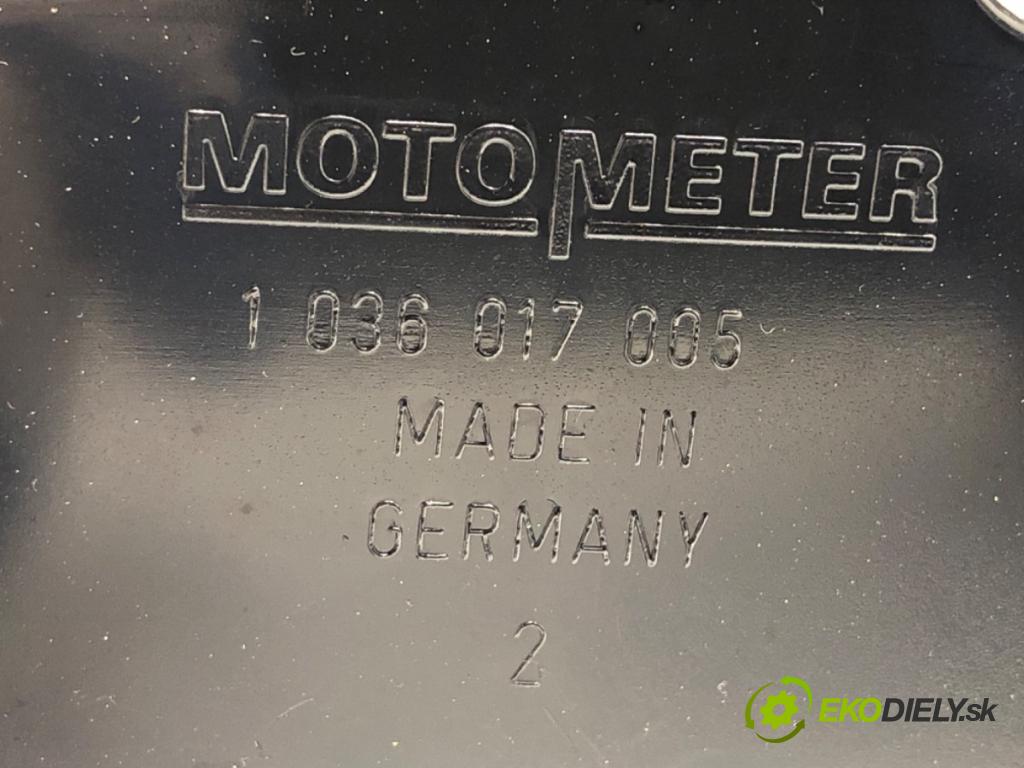 MOTOMETER
1 036 017 005
MADE IN
GERMANY
2
EKODIELY.sk